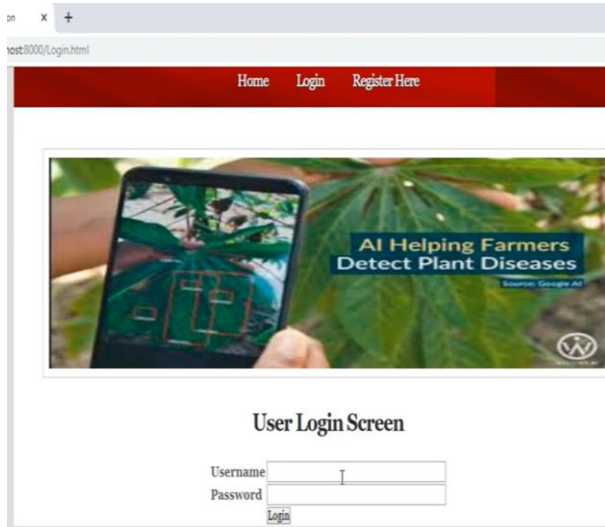 on x +
host:8000/Login.html
Home Login Register Here
AI Helping Farmers
Detect Plant Diseases
Source: Google AI
User Login Screen
Username
Password
Login